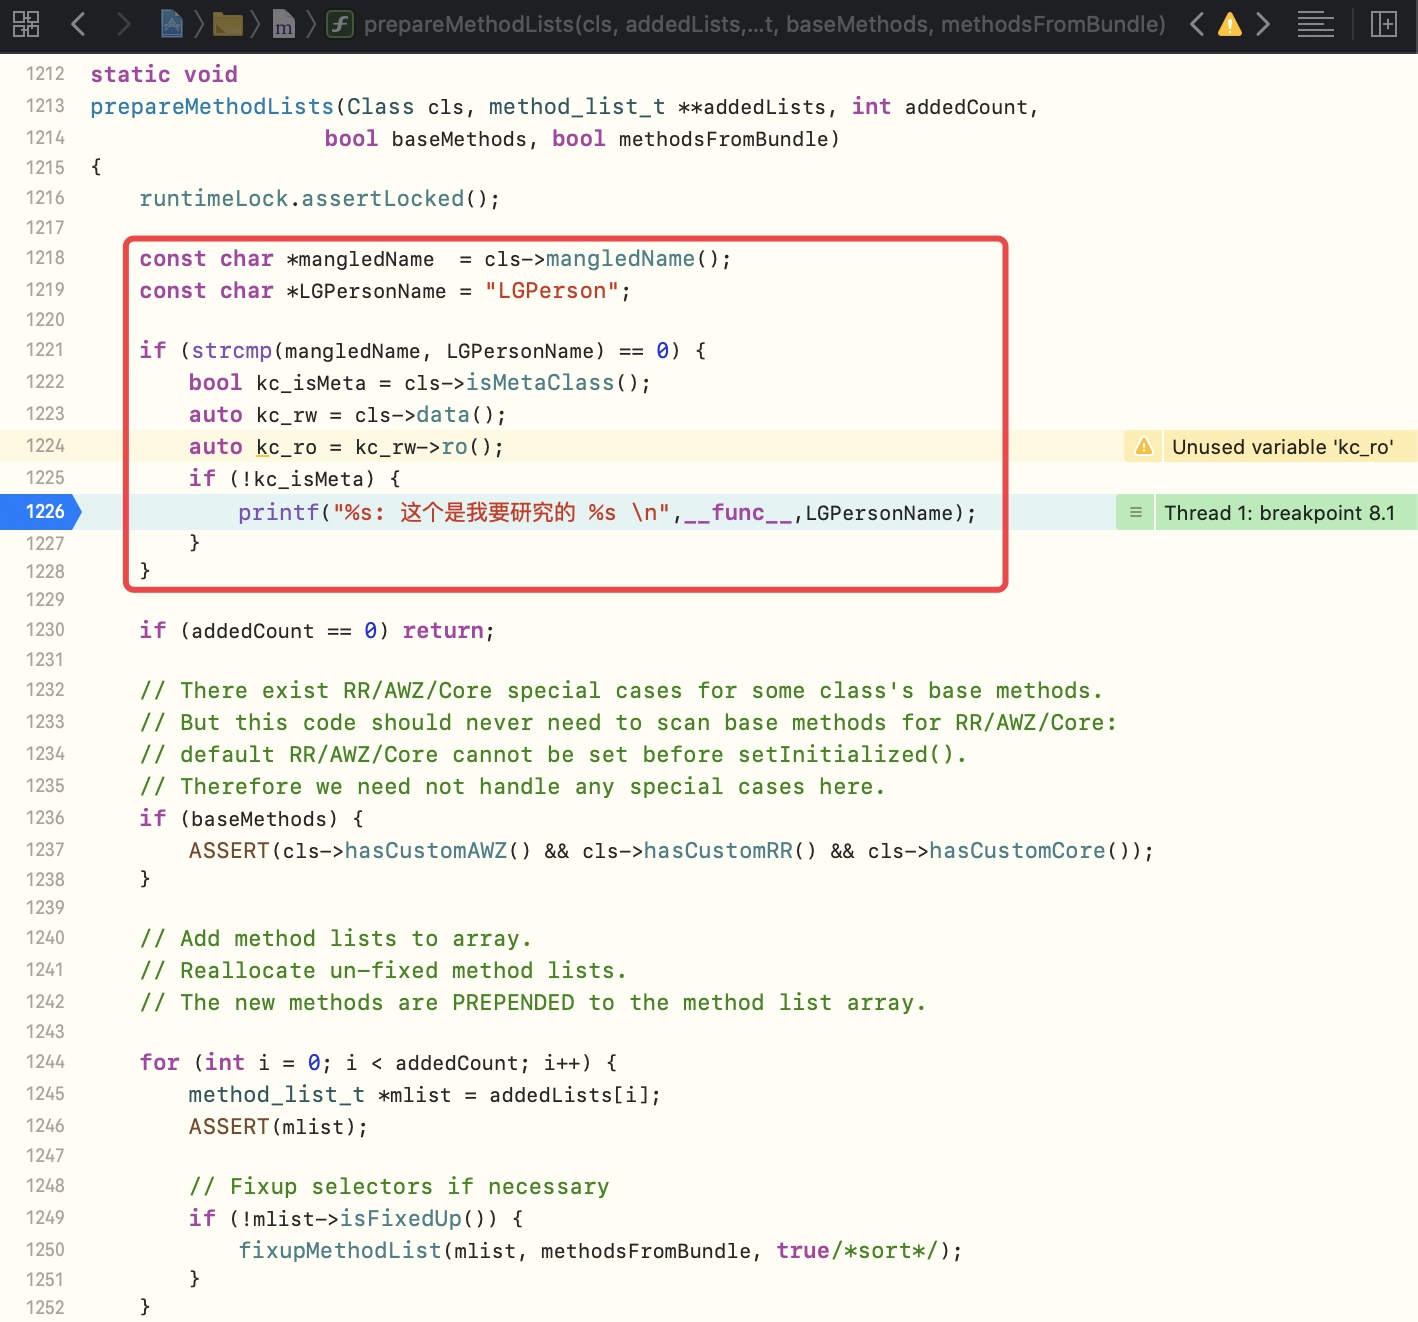 prepareMethodLists(cls, addedLists,...t, baseMethods, methodsFromBundle)
1212 static void
1213 prepareMethodLists(Class cls, method_list_t **addedLists, int addedCount,
1214 bool baseMethods, bool methodsFromBundle)
1215 {
1216 runtimeLock.assertLocked();
1217
1218 const char *mangledName  = cls->mangledName();
1219 const char *LGPersonName = "LGPerson";
1220
1221 if (strcmp(mangledName, LGPersonName) == 0) {
1222 bool kc_isMeta = cls->isMetaClass();
1223 auto kc_rw = cls->data();
1224 auto kc_ro = kc_rw->ro(); Unused variable 'kc_ro'
1225 if (!kc_isMeta) {
1226 printf("%s: 这个是我要研究的 %s \n",__func__,LGPersonName); Thread 1: breakpoint 8.1
1227 }
1228 }
1229
1230 if (addedCount == 0) return;
1231
1232 // There exist RR/AWZ/Core special cases for some class's base methods.
1233 // But this code should never need to scan base methods for RR/AWZ/Core:
1234 // default RR/AWZ/Core cannot be set before setInitialized().
1235 // Therefore we need not handle any special cases here.
1236 if (baseMethods) {
1237 ASSERT(cls->hasCustomAWZ() && cls->hasCustomRR() && cls->hasCustomCore());
1238 }
1239
1240 // Add method lists to array.
1241 // Reallocate un-fixed method lists.
1242 // The new methods are PREPENDED to the method list array.
1243
1244 for (int i = 0; i < addedCount; i++) {
1245 method_list_t *mlist = addedLists[i];
1246 ASSERT(mlist);
1247
1248 // Fixup selectors if necessary
1249 if (!mlist->isFixedUp()) {
1250 fixupMethodList(mlist, methodsFromBundle, true/*sort*/);
1251 }
1252 }